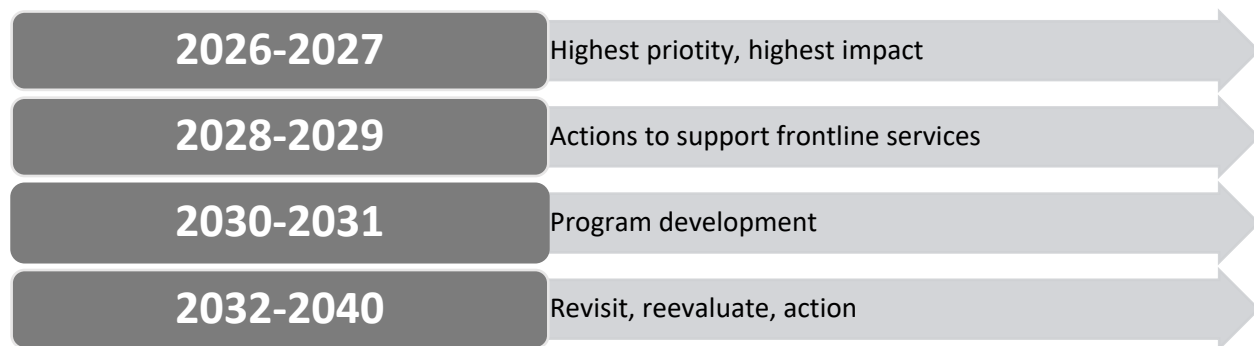 2026-2027
Highest priotity, highest impact
2028-2029
Actions to support frontline services
2030-2031
Program development
2032-2040
Revisit, reevaluate, action